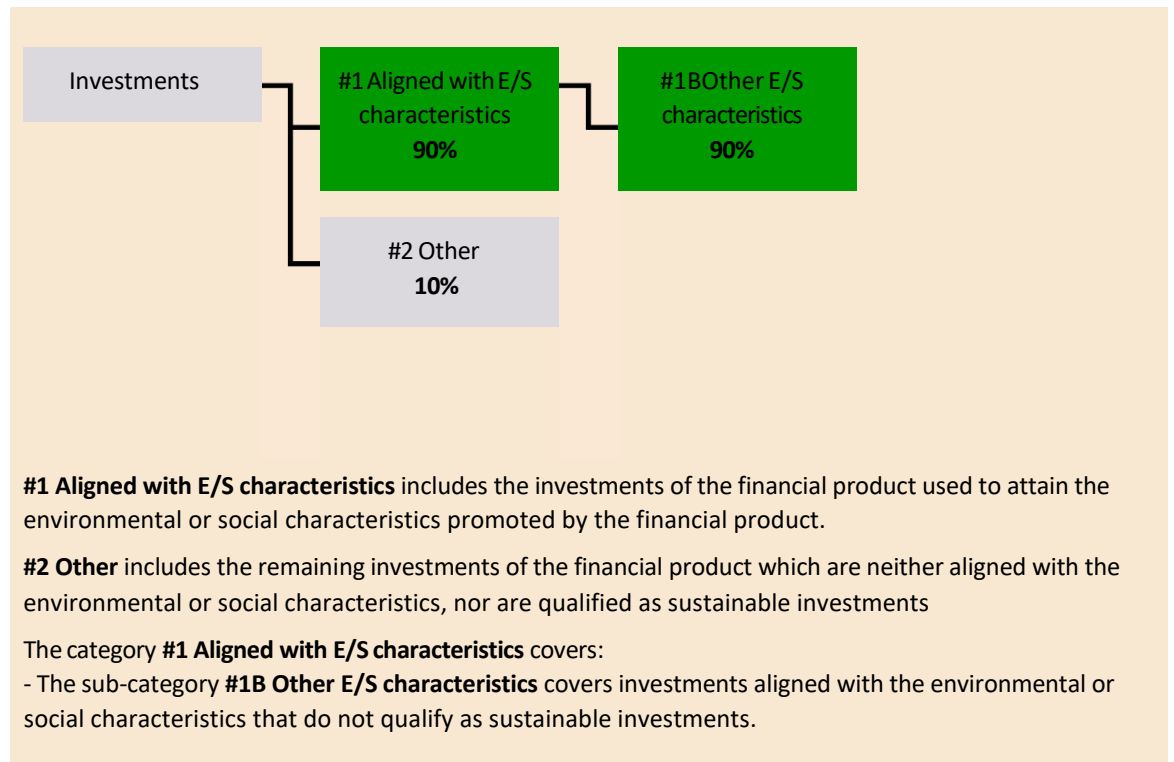 Investments
#1 Aligned with E/S
characteristics
90%
#1BOther E/S
characteristics
90%
#2 Other
10%
#1 Aligned with E/S characteristics includes the investments of the financial product used to attain the
environmental or social characteristics promoted by the financial product.
#2 Other includes the remaining investments of the financial product which are neither aligned with the
environmental or social characteristics, nor are qualified as sustainable investments
The category #1 Aligned with E/S characteristics covers:
- The sub-category #1B Other E/S characteristics covers investments aligned with the environmental or
social characteristics that do not qualify as sustainable investments.